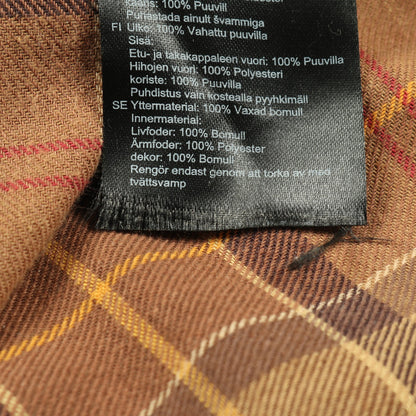 kaans: 100% Puuvill
Puhastada ainult švammiga
FI Ulko: 100% Vahattu puuvilla
Sisä:
Etu- ja takakappaleen vuori: 100% Puuvilla
Hihojen vuori: 100% Polyesteri
koriste: 100% Puuvilla
Puhdistus vain kostealla pyyhkimäll
SE Yttermaterial: 100% Vaxad bomull
Innermaterial:
Livfoder: 100% Bomull
Ärmfoder: 100% Polyester
dekor: 100% Bomull
Rengör endast genom att torka av med
tvättsvamp